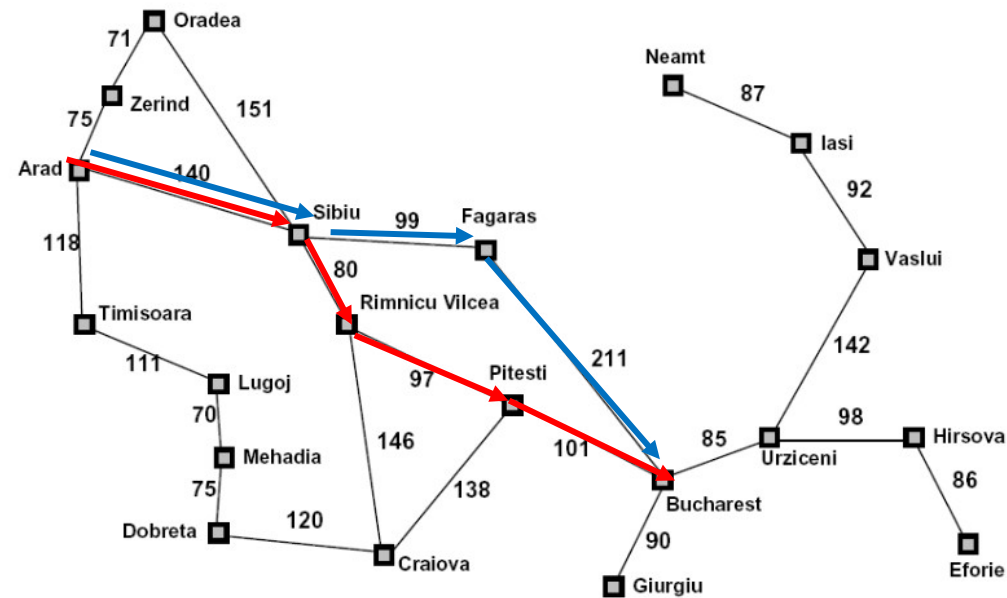 Oradea
71
Neamt
87
Zerind
151
75
Iasi
Arad
140
92
Sibiu
99
Fagaras
118
Vaslui
80
Rimnicu Vilcea
Timisoara
142
211
111
Pitesti
97
Lugoj
70
98
Hirsova
146
101
85
Urziceni
Mehadia
86
75
138
Bucharest
120
Dobreta
90
Craiova
Eforie
Giurgiu